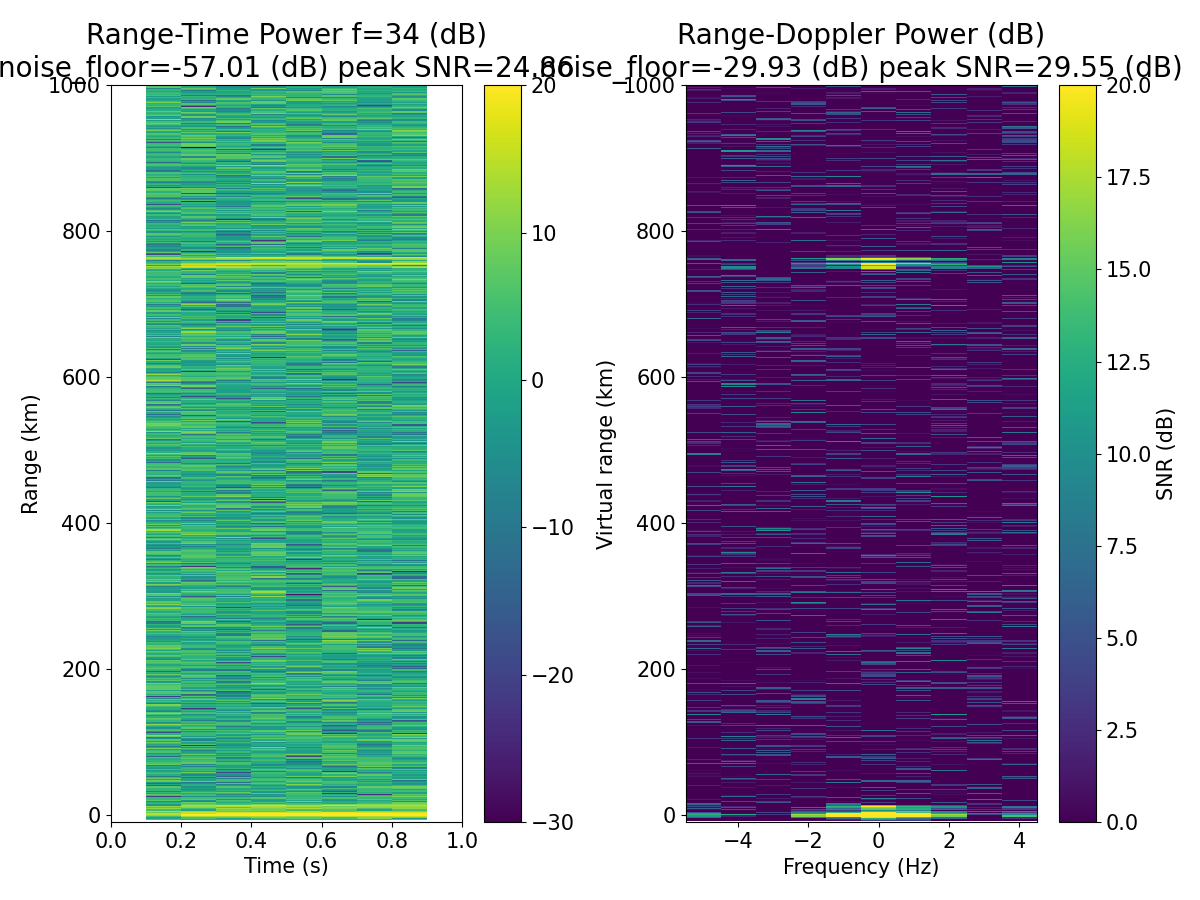 Range-Time Power f=34 (dB)
noise_floor=-57.01 (dB) peak SNR=24.86
Range-Doppler Power (dB)
noise_floor=-29.93 (dB) peak SNR=29.55 (dB)
1000
800
600
400
200
0
Range (km)
0.0 0.2 0.4 0.6 0.8 1.0
Time (s)
20
10
0
−10
−20
−30
1000
800
600
400
200
0
Virtual range (km)
−4 −2 0 2 4
Frequency (Hz)
20.0
17.5
15.0
12.5
10.0
7.5
5.0
2.5
0.0
SNR (dB)